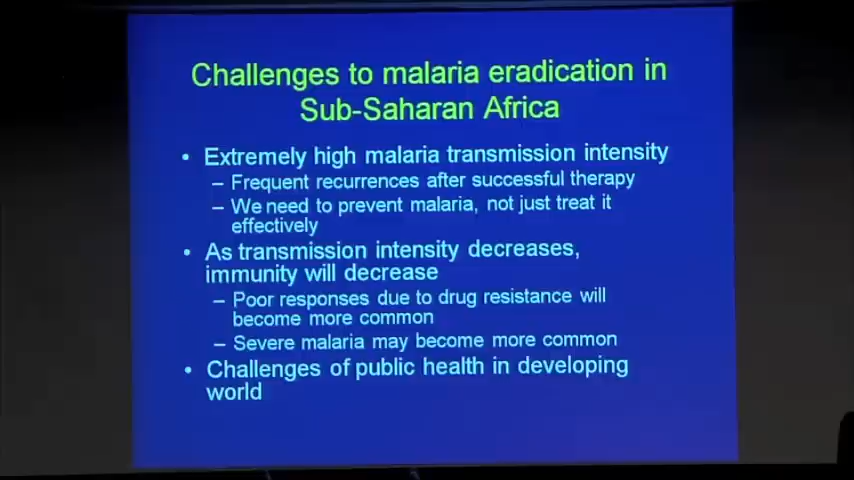 Challenges to malaria eradication in
Sub-Saharan Africa
• Extremely high malaria transmission intensity
– Frequent recurrences after successful therapy
– We need to prevent malaria, not just treat it
effectively
• As transmission intensity decreases,
immunity will decrease
– Poor responses due to drug resistance will
become more common
– Severe malaria may become more common
• Challenges of public health in developing
world